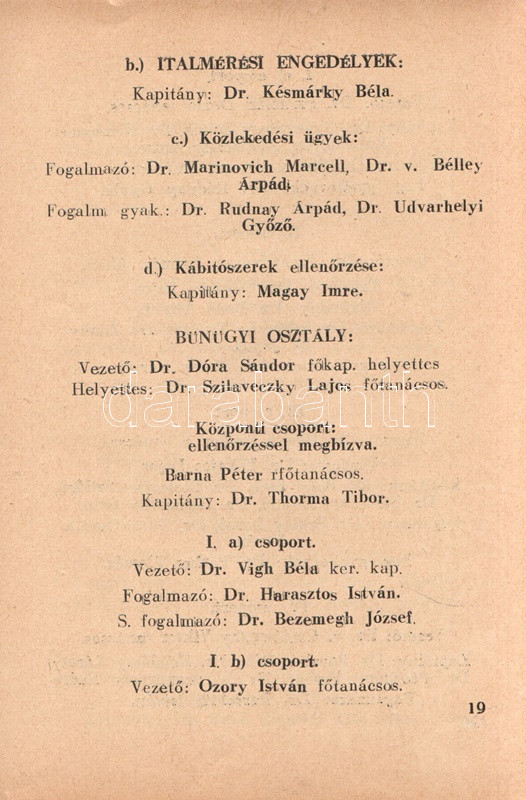 b.) ITALMÉRÉSI ENGEDÉLYEK:
Kapitány: Dr. Késmárky Béla.
c.) Közlekedési ügyek:
Fogalmazó: Dr. Marinovich Marcell, Dr. v. Bélley
Árpád.
Fogalm. gyak.: Dr. Rudnay Árpád, Dr. Udvarhelyi
Győző.
d.) Kábitószerek ellenőrzése:
Kapitány: Magay Imre.
BUNUGYI OSZTÁLY:
Vezető: Dr. Dóra Sándor főkap. helyettes
Helyettes: Dr. Szilaveczky Lajos főtanácsos.
darabanth
Központi csoport:
ellenőrzéssel megbízva.
Barna Péter rfőtanácsos.
Kapitány: Dr. Thorma Tibor.
I. a) csoport.
Vezető: Dr. Vigh Béla ker. kap.
Fogalmazó: Dr. Harasztos István.
S. fogalmazó: Dr. Bezemegh József.
I. b) csoport.
Vezető: Ozory István főtanácsos.
19